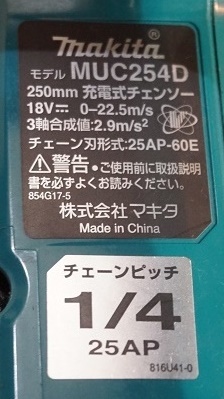 makita
モデル MUC254D
250mm 充電式チェンソー
18V⎓ 0–22.5m/s
3軸合成値:2.9m/s²
チェーン刃形式:25AP-60E
⚠警告・ご使用前に取扱説明
書を必ずよくお読みください。
854G17-5
株式会社マキタ
Made in China
チェーンピッチ
1/4
25AP
816U41-0